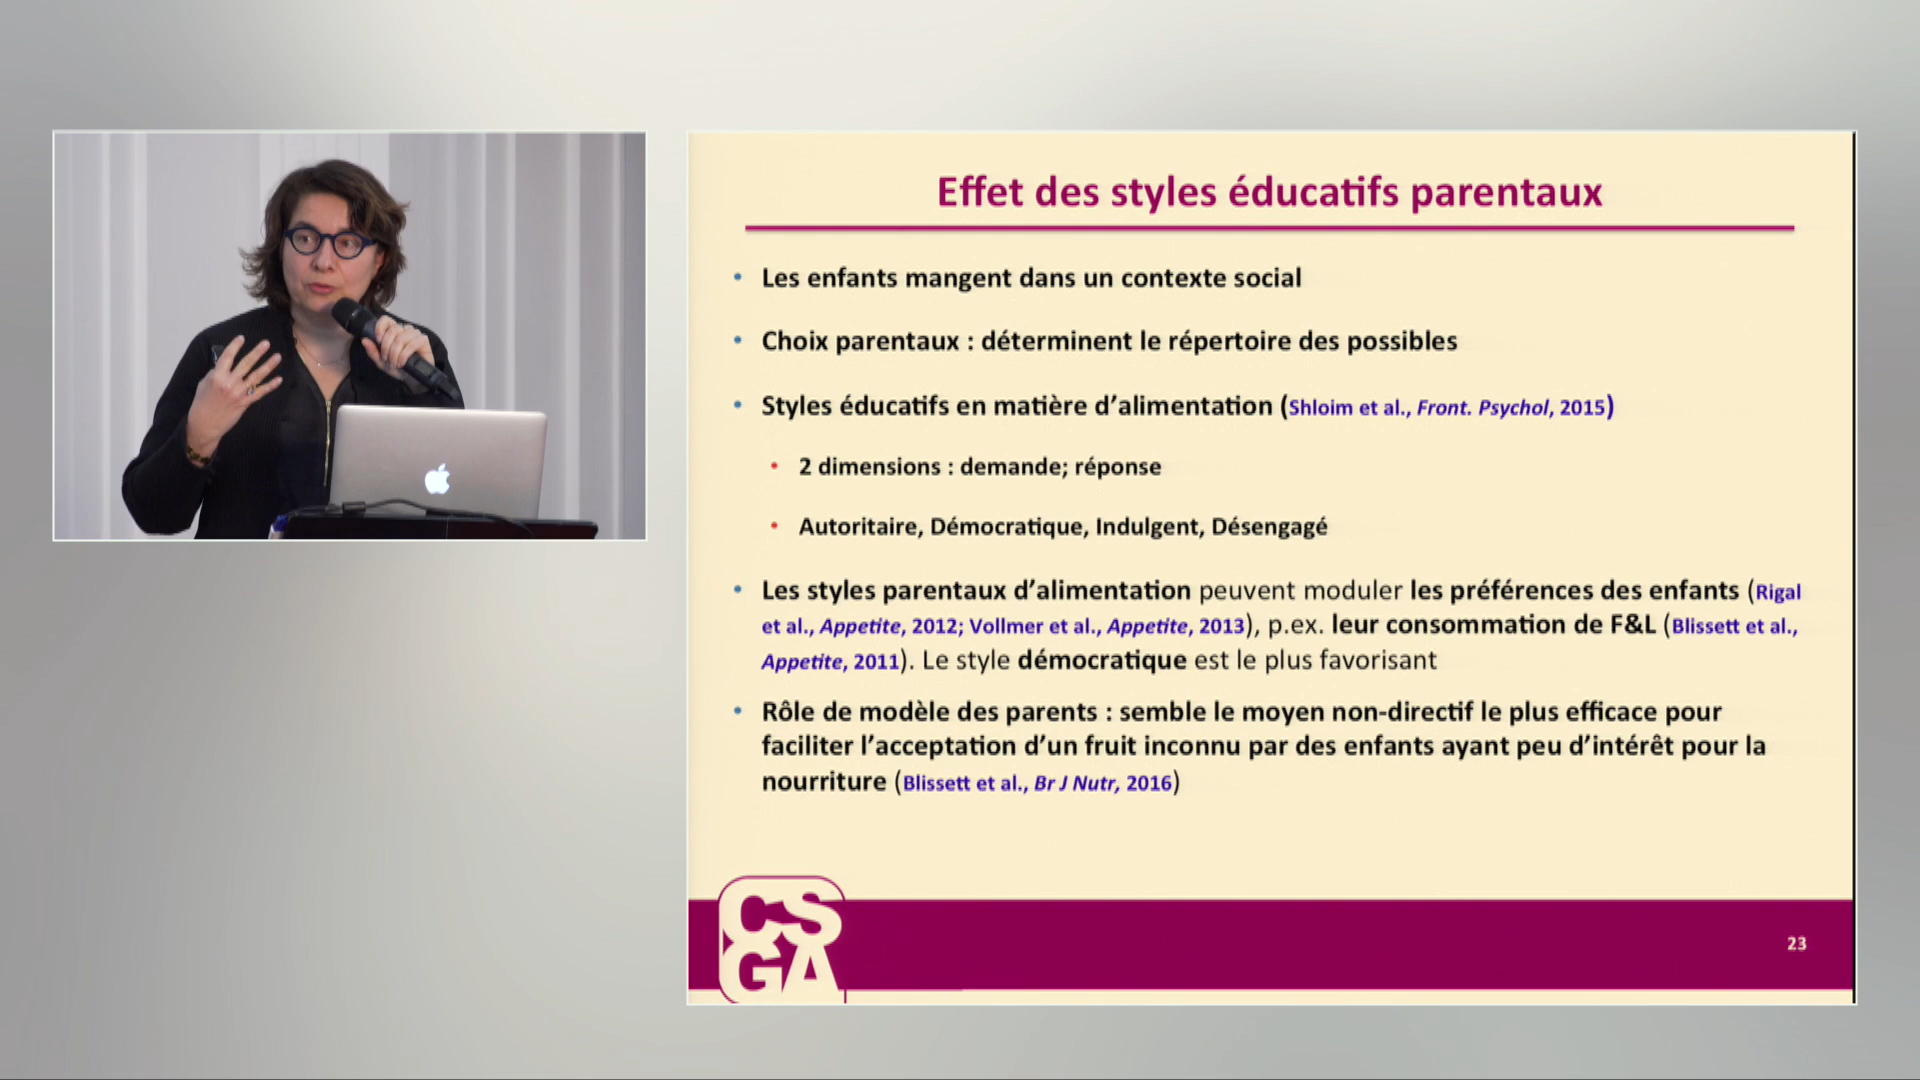 Effet des styles éducatifs parentaux
• Les enfants mangent dans un contexte social
• Choix parentaux : déterminent le répertoire des possibles
• Styles éducatifs en matière d’alimentation (Shloim et al., Front. Psychol, 2015)
• 2 dimensions : demande; réponse
• Autoritaire, Démocratique, Indulgent, Désengagé
• Les styles parentaux d’alimentation peuvent moduler les préférences des enfants (Rigal
et al., Appetite, 2012; Vollmer et al., Appetite, 2013), p.ex. leur consommation de F&L (Blissett et al.,
Appetite, 2011). Le style démocratique est le plus favorisant
• Rôle de modèle des parents : semble le moyen non-directif le plus efficace pour
faciliter l’acceptation d’un fruit inconnu par des enfants ayant peu d’intérêt pour la
nourriture (Blissett et al., Br J Nutr, 2016)
CS
GA
23